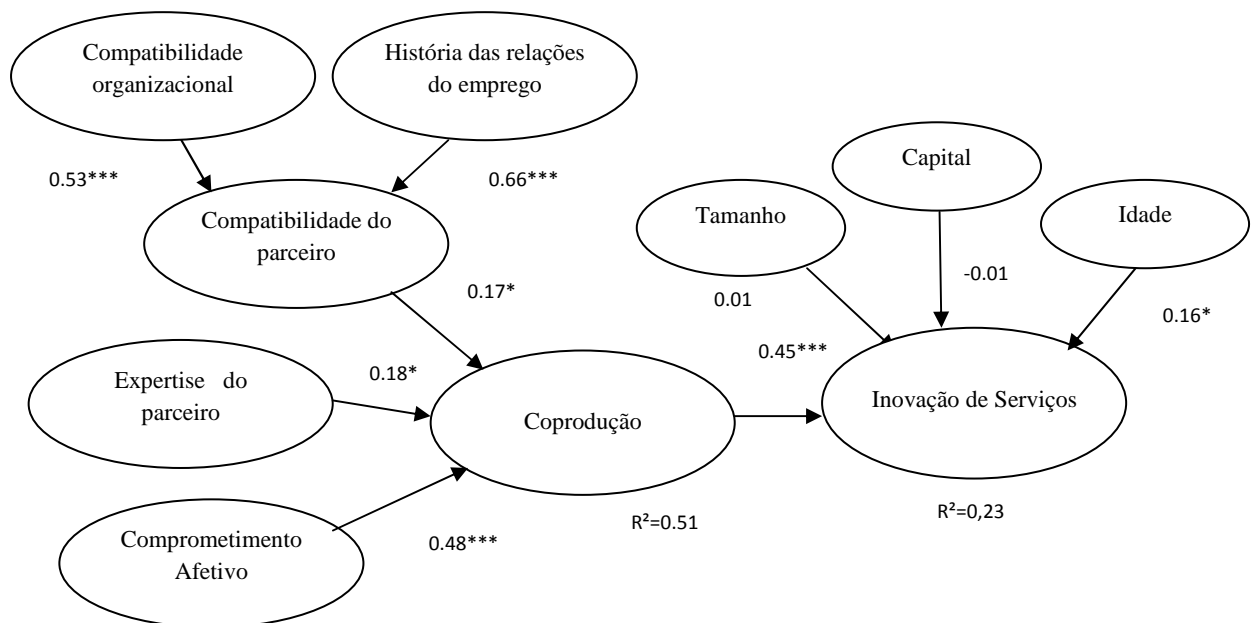 Compatibilidade
organizacional
História das relações
do emprego
0.53***
0.66***
Compatibilidade do
parceiro
Capital
Tamanho
Idade
0.17*
0.01
-0.01
0.16*
0.45***
Expertise do
parceiro
0.18*
Coprodução
Inovação de Serviços
R²=0.51
R²=0,23
Comprometimento
Afetivo
0.48***